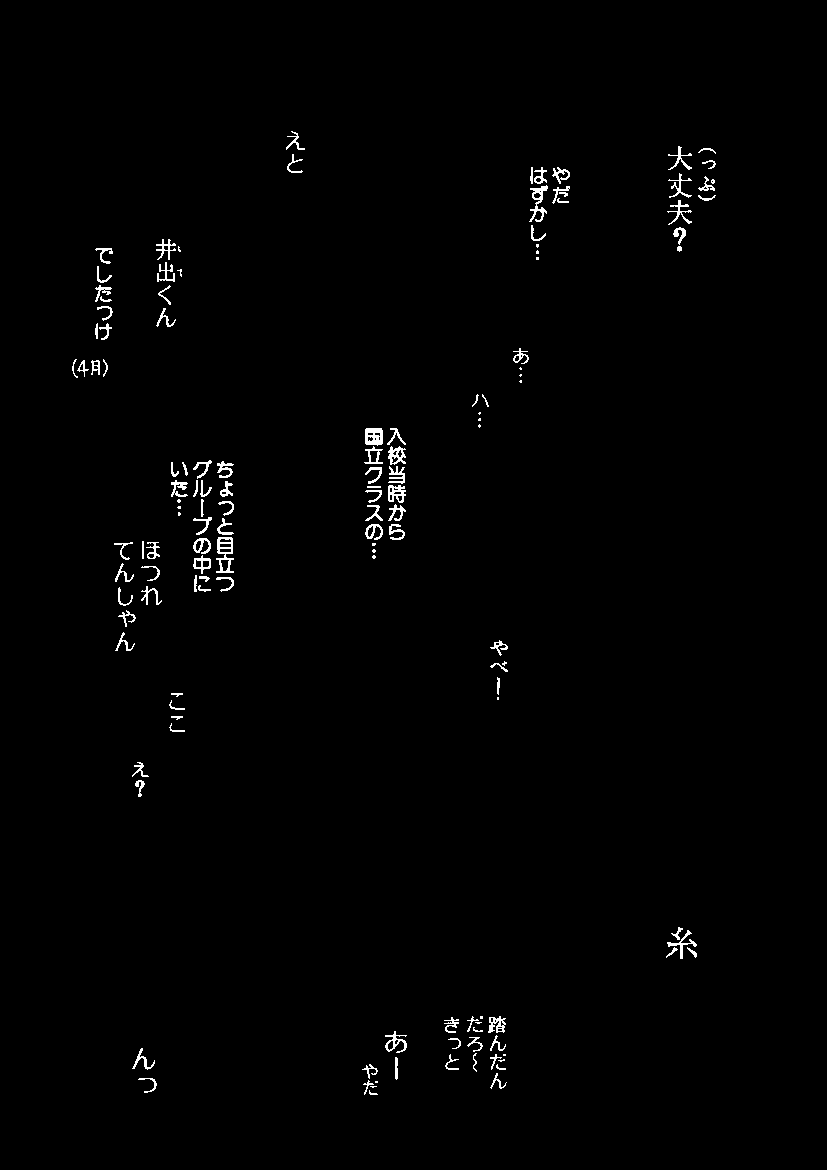 (っぷ)
大丈夫?
やだ
はずかし…
えと
井出くん
でしたっけ
(4月)
あ…
ハ…
入校当時から
国立クラスの…
ちょっと目立つ
グループの中に
いた…
ほつれ
てんしゃん
ここ
え?
やべー
糸
踏んだん
だろ~
きっと
あー
やだ
んっ